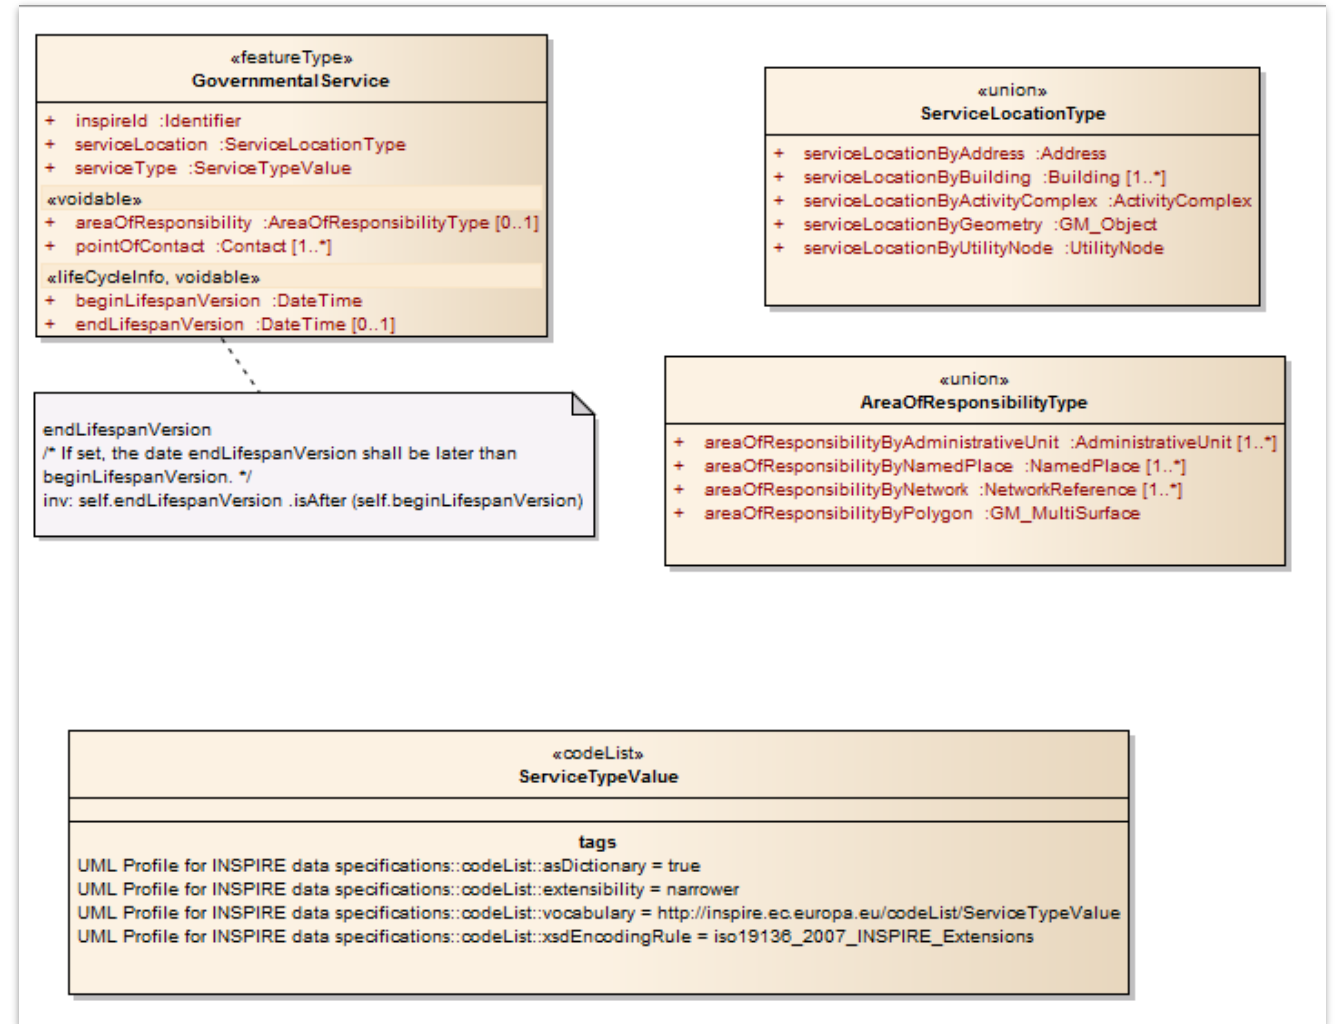 «featureType»
GovernmentalService
+ inspireId :Identifier
+ serviceLocation :ServiceLocationType
+ serviceType :ServiceTypeValue
«voidable»
+ areaOfResponsibility :AreaOfResponsibilityType [0..1]
+ pointOfContact :Contact [1..*]
«lifeCycleInfo, voidable»
+ beginLifespanVersion :DateTime
+ endLifespanVersion :DateTime [0..1]
endLifespanVersion
/* If set, the date endLifespanVersion shall be later than
beginLifespanVersion. */
inv: self.endLifespanVersion .isAfter (self.beginLifespanVersion)
«union»
ServiceLocationType
+ serviceLocationByAddress :Address
+ serviceLocationByBuilding :Building [1..*]
+ serviceLocationByActivityComplex :ActivityComplex
+ serviceLocationByGeometry :GM_Object
+ serviceLocationByUtilityNode :UtilityNode
«union»
AreaOfResponsibilityType
+ areaOfResponsibilityByAdministrativeUnit :AdministrativeUnit [1..*]
+ areaOfResponsibilityByNamedPlace :NamedPlace [1..*]
+ areaOfResponsibilityByNetwork :NetworkReference [1..*]
+ areaOfResponsibilityByPolygon :GM_MultiSurface
«codeList»
ServiceTypeValue
tags
UML Profile for INSPIRE data specifications::codeList::asDictionary = true
UML Profile for INSPIRE data specifications::codeList::extensibility = narrower
UML Profile for INSPIRE data specifications::codeList::vocabulary = http://inspire.ec.europa.eu/codeList/ServiceTypeValue
UML Profile for INSPIRE data specifications::codeList::xsdEncodingRule = iso19136_2007_INSPIRE_Extensions